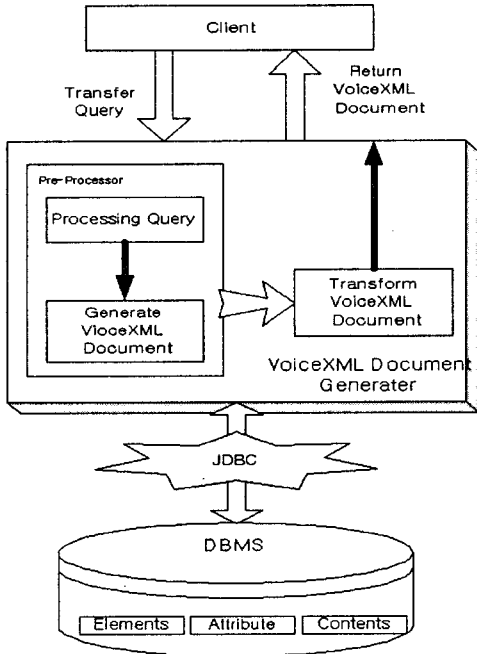 Client
Transfer
Query
Return
VoiceXML
Document
Pre-Processor
Processing Query
Generate
VioceXML
Document
Transform
VoiceXML
Document
VoiceXML Document
Generater
JDBC
DBMS
Elements
Attribute
Contents